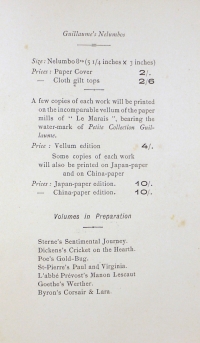 Guillaume's Nelumbos
Size: Nelumbo 8vo (5 1/4 inches × 3 inches)
Prices: Paper Cover 2/.
— Cloth gilt tops 2/6
A few copies of each work will be printed
on the incomparable vellum of the paper
mills of " Le Marais ", bearing the
water-mark of Petite Collection Guil-
laume.
Price: Vellum edition 4/.
Some copies of each work
will also be printed on Japan-paper
and on China-paper
Prices: Japan-paper edition. 10/.
— China-paper edition. 10/.
Volumes in Preparation
Sterne's Sentimental Journey.
Dickens's Cricket on the Hearth.
Poe's Gold-Bug.
St-Pierre's Paul and Virginia.
L'abbé Prévost's Manon Lescaut
Goethe's Werther.
Byron's Corsair & Lara.